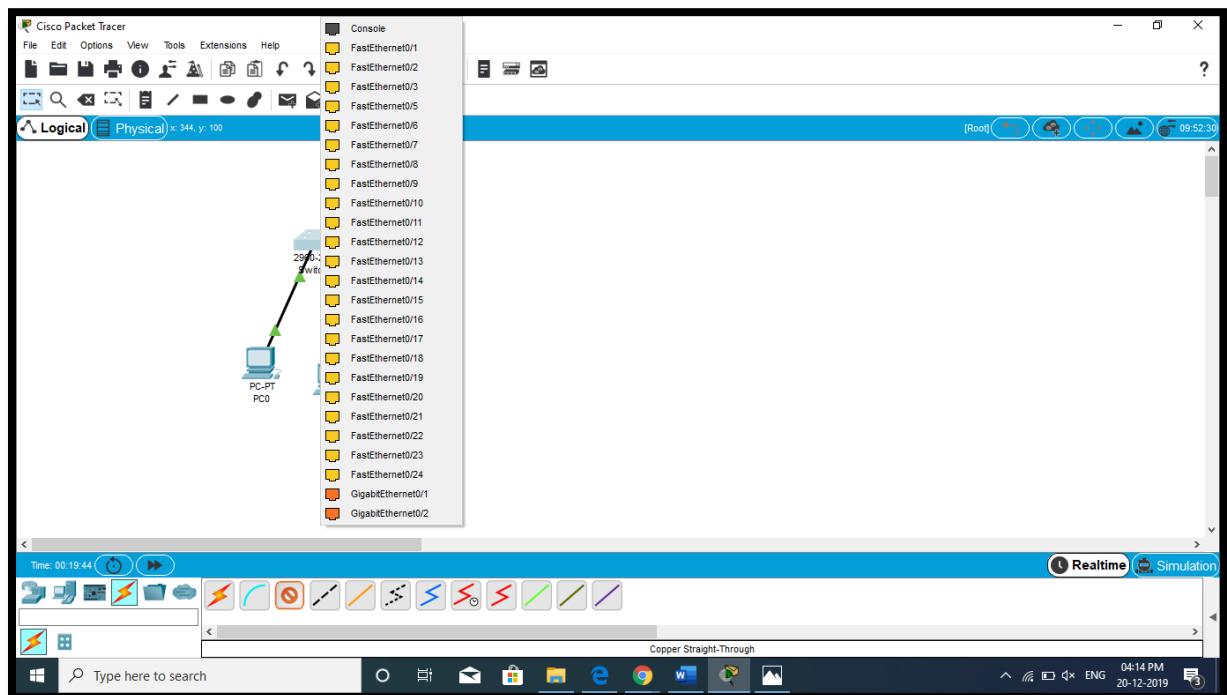 Cisco Packet Tracer
File Edit Options View Tools Extensions Help
?
Logical Physical x: 344, y: 100
[Root] 09:52:30
Console
FastEthernet0/1
FastEthernet0/2
FastEthernet0/3
FastEthernet0/5
FastEthernet0/6
FastEthernet0/7
FastEthernet0/8
FastEthernet0/9
FastEthernet0/10
FastEthernet0/11
FastEthernet0/12
FastEthernet0/13
FastEthernet0/14
FastEthernet0/15
FastEthernet0/16
FastEthernet0/17
FastEthernet0/18
FastEthernet0/19
FastEthernet0/20
FastEthernet0/21
FastEthernet0/22
FastEthernet0/23
FastEthernet0/24
GigabitEthernet0/1
GigabitEthernet0/2
PC-PT
PC0
Time: 00:19:44
Realtime Simulation
Copper Straight-Through
Type here to search
ENG
04:14 PM
20-12-2019
3